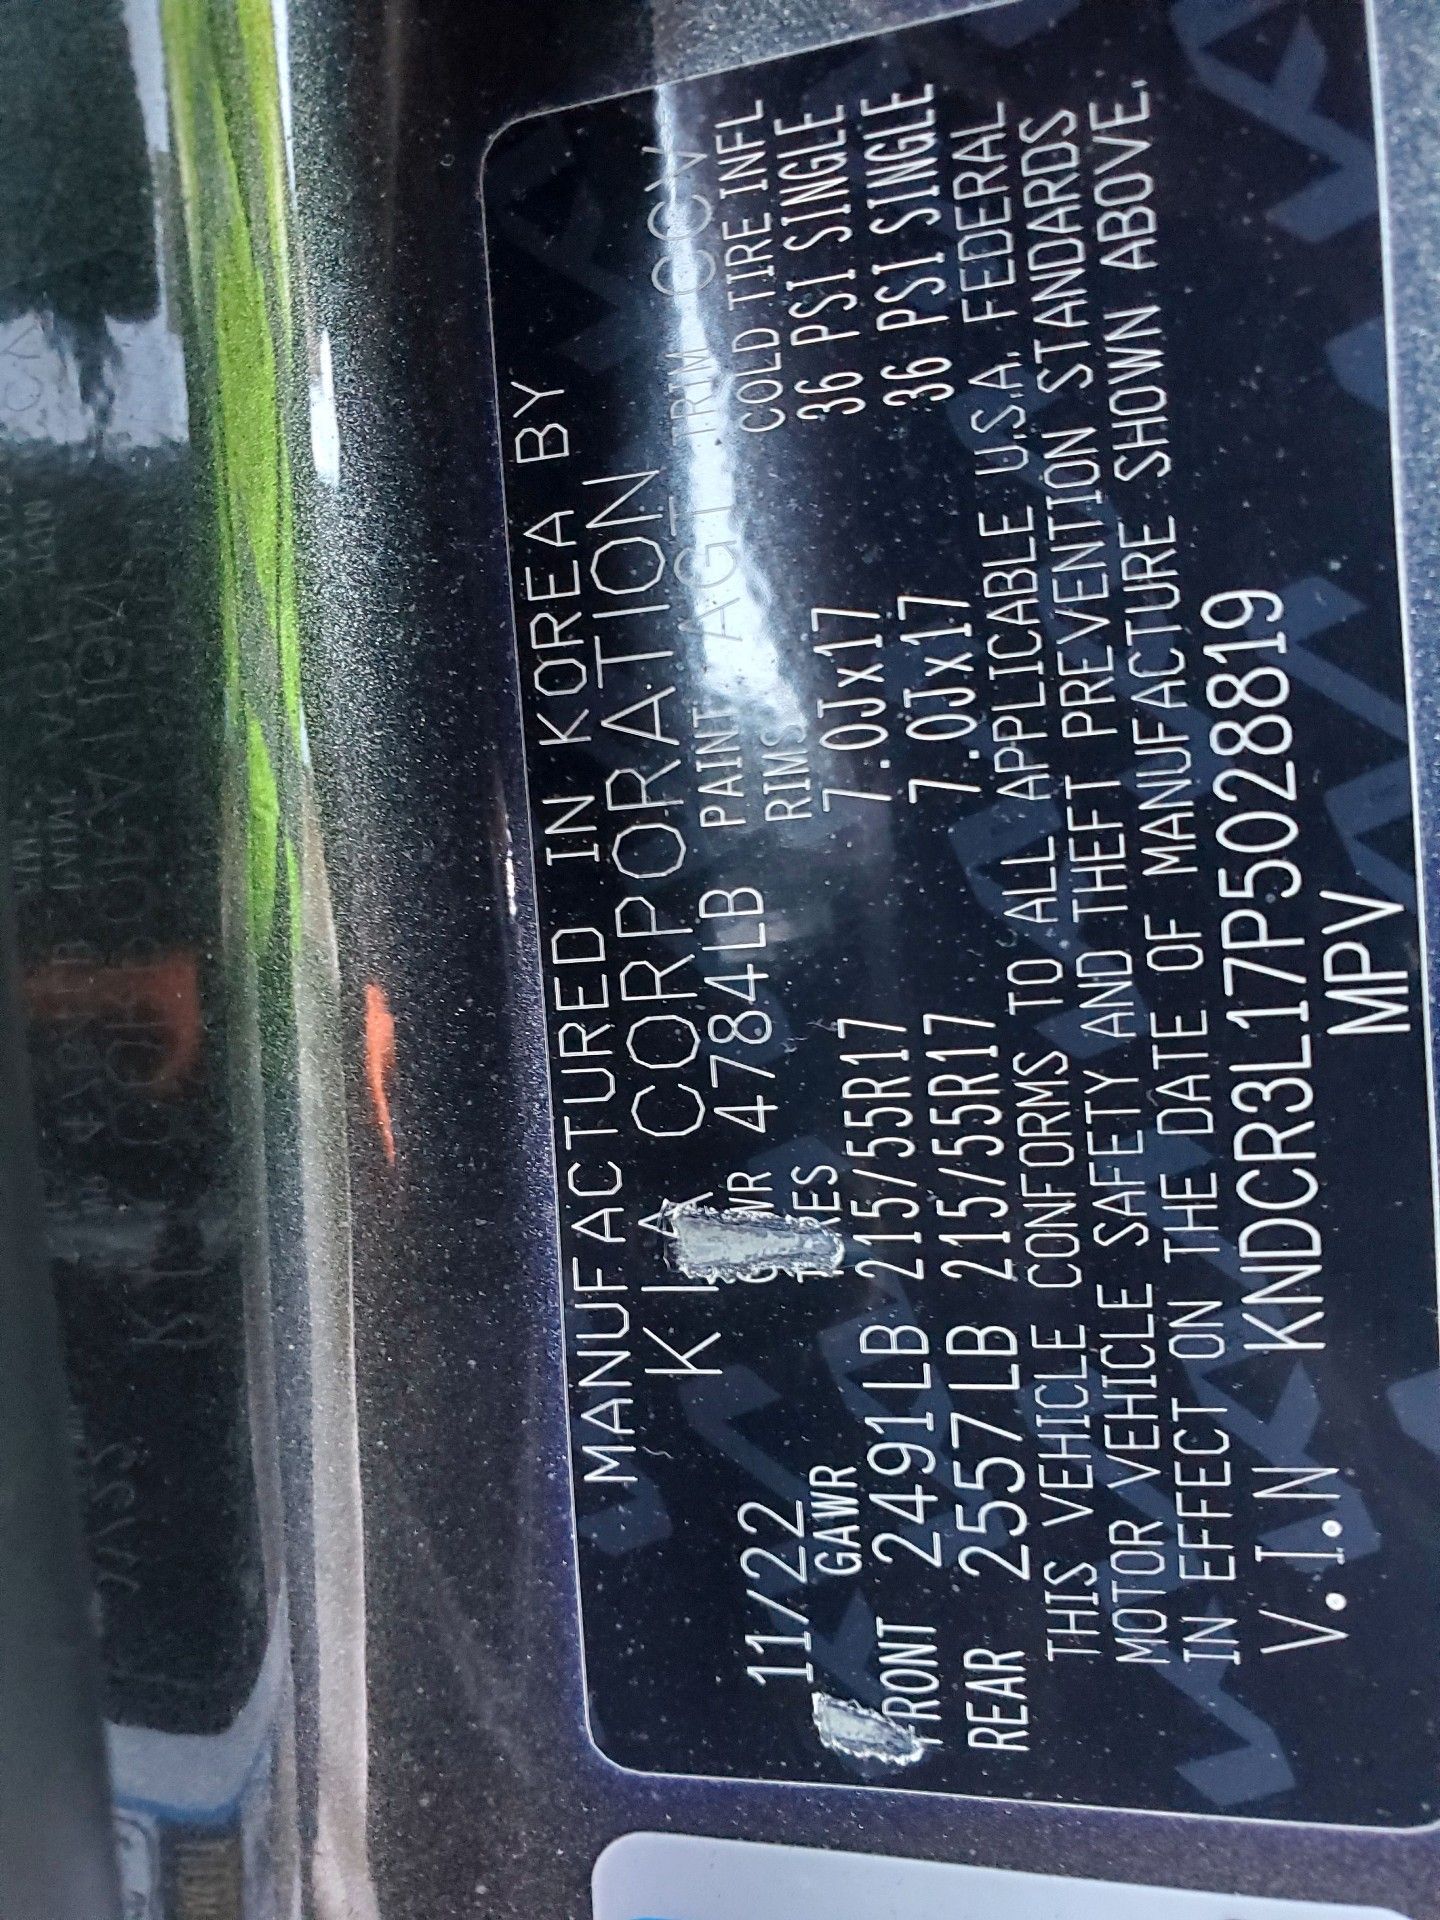 MANUFACTURED IN KOREA BY
KIA CORPORATION
11/22 GVWR 4784LB PAINT AGT TRIM CCV
GAWR TIRES RIMS COLD TIRE INFL
FRONT 2491LB 215/55R17 7.0Jx17 36 PSI SINGLE
REAR 2557LB 215/55R17 7.0Jx17 36 PSI SINGLE
THIS VEHICLE CONFORMS TO ALL APPLICABLE U.S.A. FEDERAL
MOTOR VEHICLE SAFETY AND THEFT PREVENTION STANDARDS
IN EFFECT ON THE DATE OF MANUFACTURE SHOWN ABOVE.
V.I.N KNDCR3L17P5028819
MPV